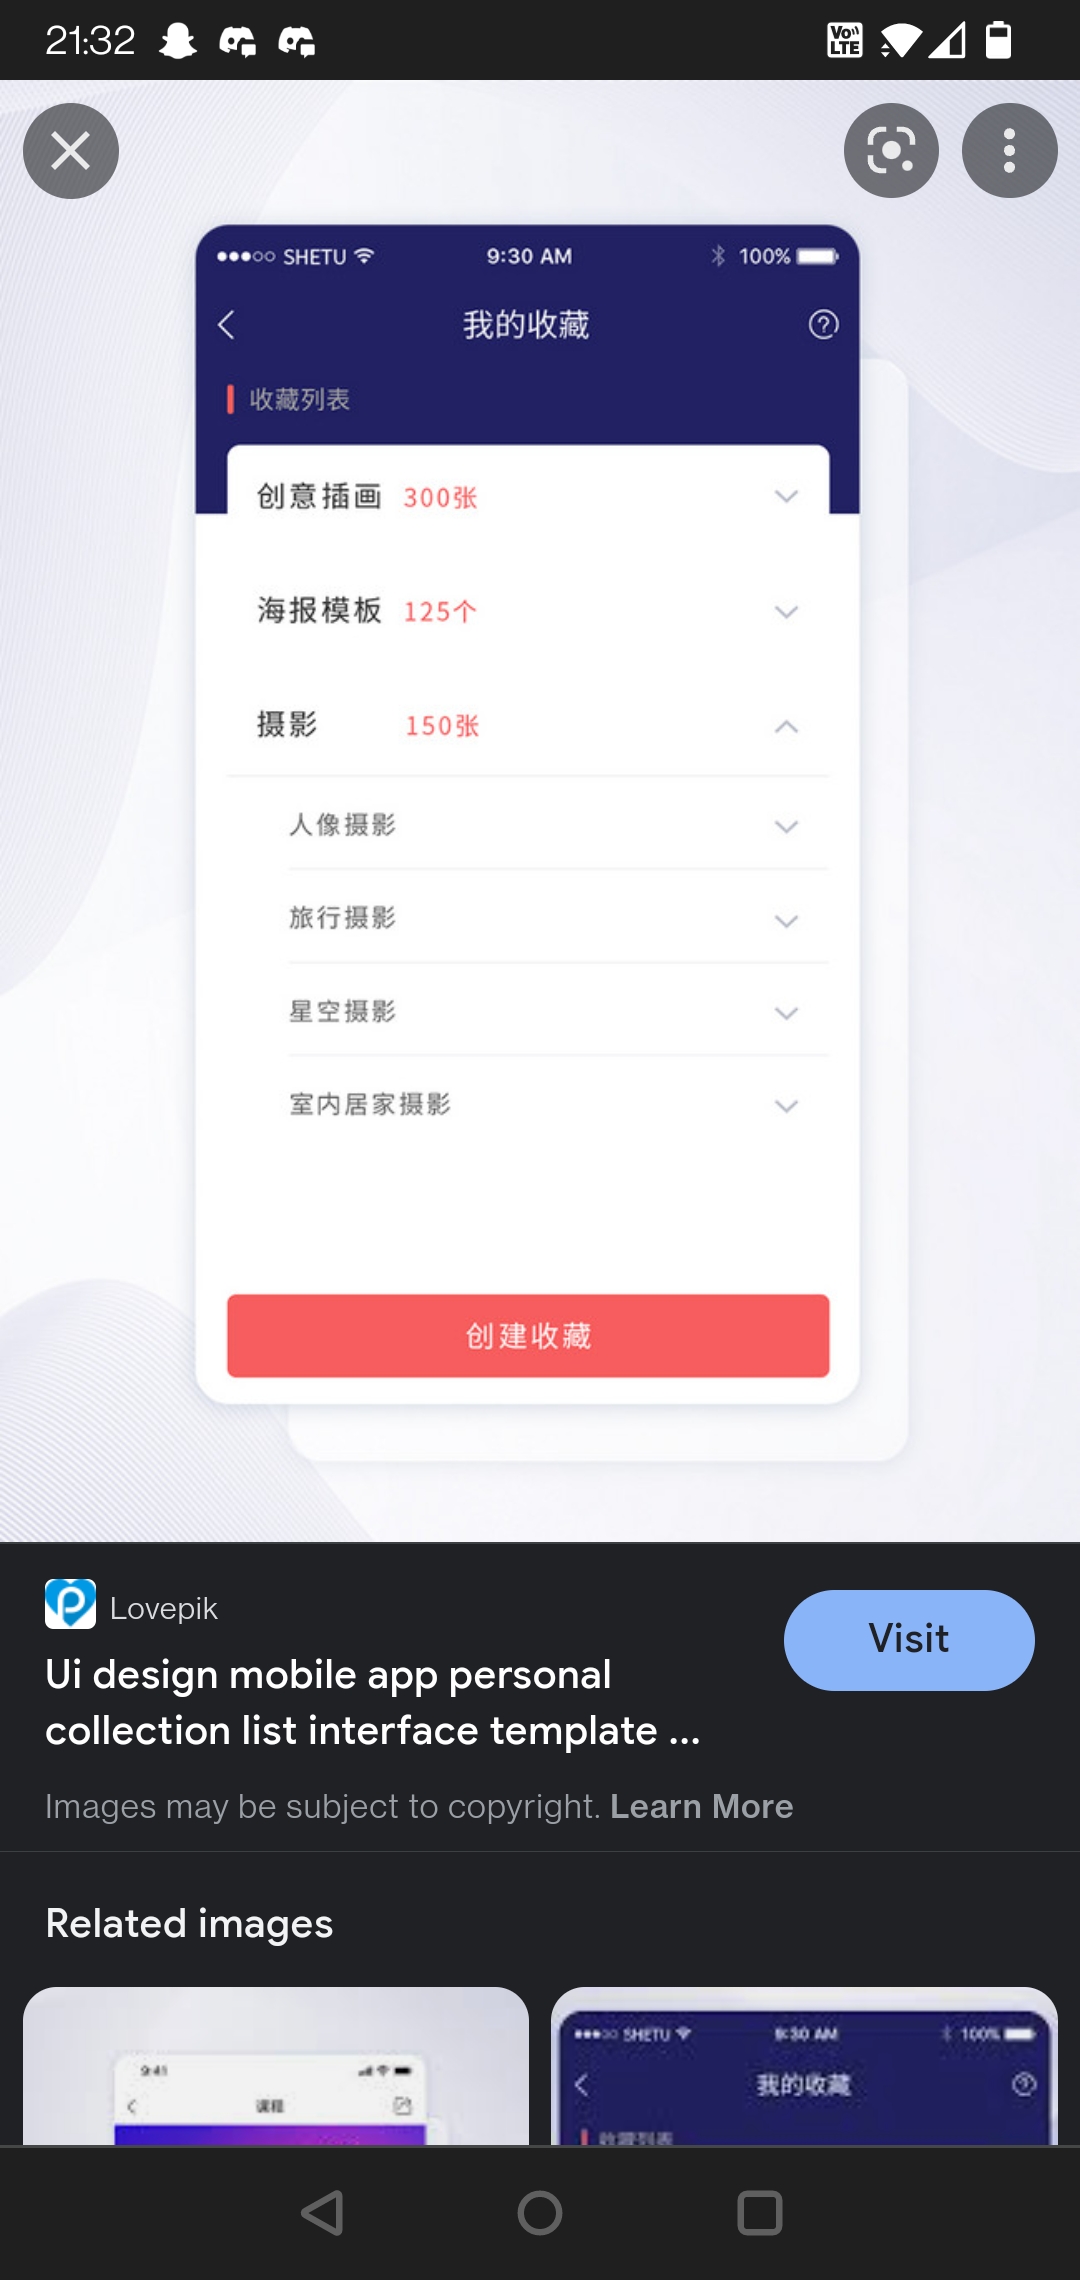 21:32
Vo LTE
SHETU 9:30 AM 100%
我的收藏
收藏列表
创意插画 300张
海报模板 125个
摄影 150张
人像摄影
旅行摄影
星空摄影
室内居家摄影
创建收藏
Lovepik
Visit
Ui design mobile app personal
collection list interface template ...
Images may be subject to copyright. Learn More
Related images
9:41
课程
SHETU 9:30 AM 100%
我的收藏
收藏列表